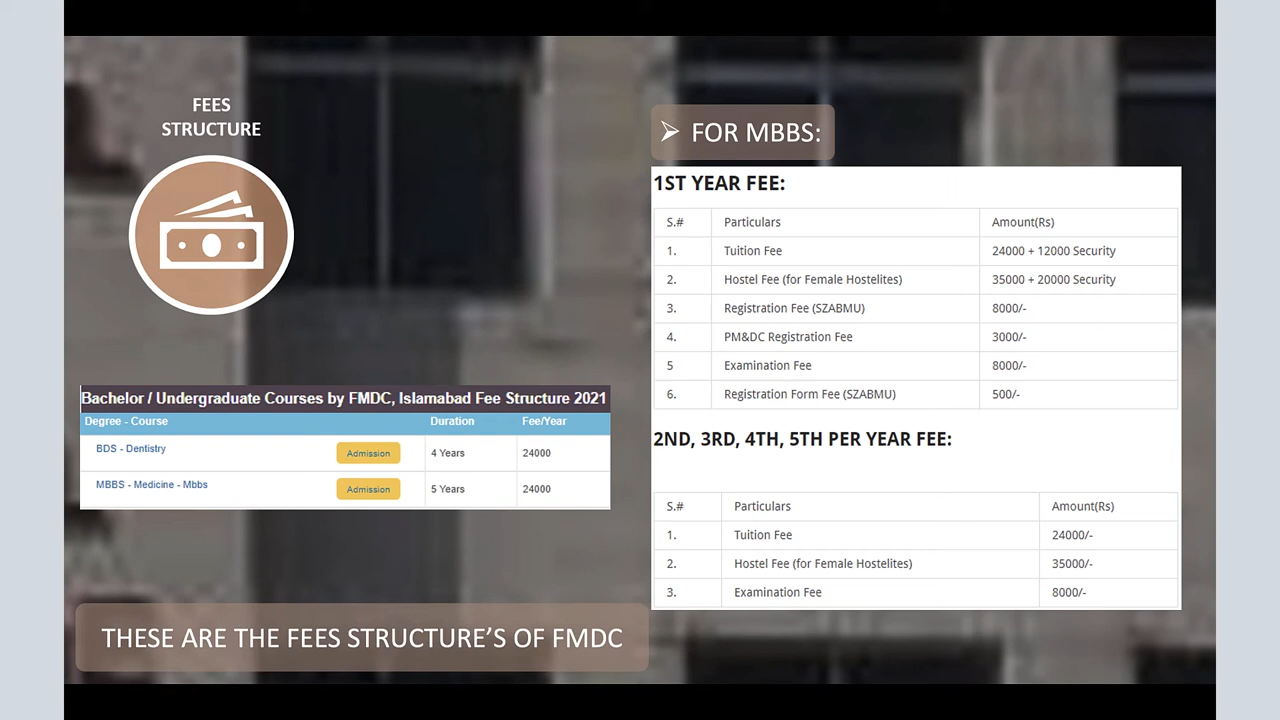 FEES
STRUCTURE
Bachelor / Undergraduate Courses by FMDC, Islamabad Fee Structure 2021
Degree - Course Duration Fee/Year
BDS - Dentistry Admission 4 Years 24000
MBBS - Medicine - Mbbs Admission 5 Years 24000
THESE ARE THE FEES STRUCTURE’S OF FMDC
➢ FOR MBBS:
1ST YEAR FEE:
S.# Particulars Amount(Rs)
1. Tuition Fee 24000 + 12000 Security
2. Hostel Fee (for Female Hostelites) 35000 + 20000 Security
3. Registration Fee (SZABMU) 8000/-
4. PM&DC Registration Fee 3000/-
5 Examination Fee 8000/-
6. Registration Form Fee (SZABMU) 500/-
2ND, 3RD, 4TH, 5TH PER YEAR FEE:
S.# Particulars Amount(Rs)
1. Tuition Fee 24000/-
2. Hostel Fee (for Female Hostelites) 35000/-
3. Examination Fee 8000/-